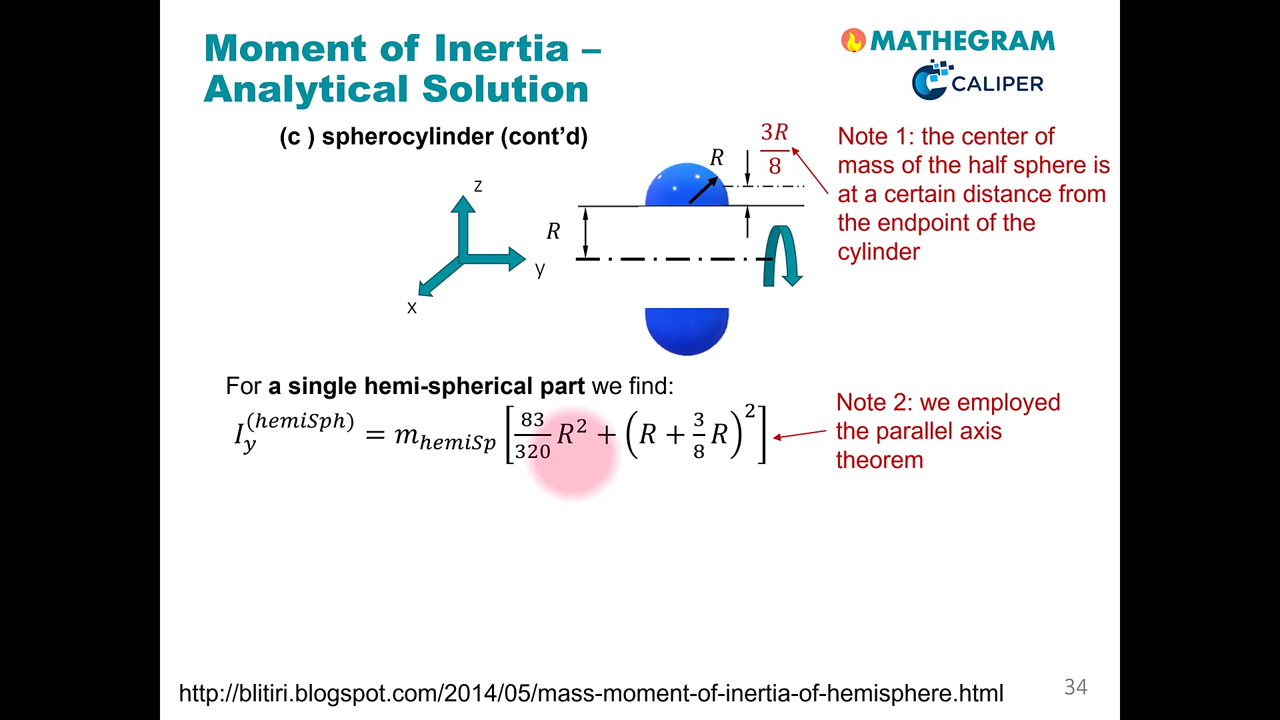 Moment of Inertia –
Analytical Solution
MATHEGRAM
CALIPER
(c ) spherocylinder (cont'd)
z
y
x
R
R
3R
8
Note 1: the center of
mass of the half sphere is
at a certain distance from
the endpoint of the
cylinder
For a single hemi-spherical part we find:
I_y^{(hemiSph)} = m_{hemiSp} [ 83/320 R^2 + (R + 3/8 R)^2 ]
Note 2: we employed
the parallel axis
theorem
http://blitiri.blogspot.com/2014/05/mass-moment-of-inertia-of-hemisphere.html
34